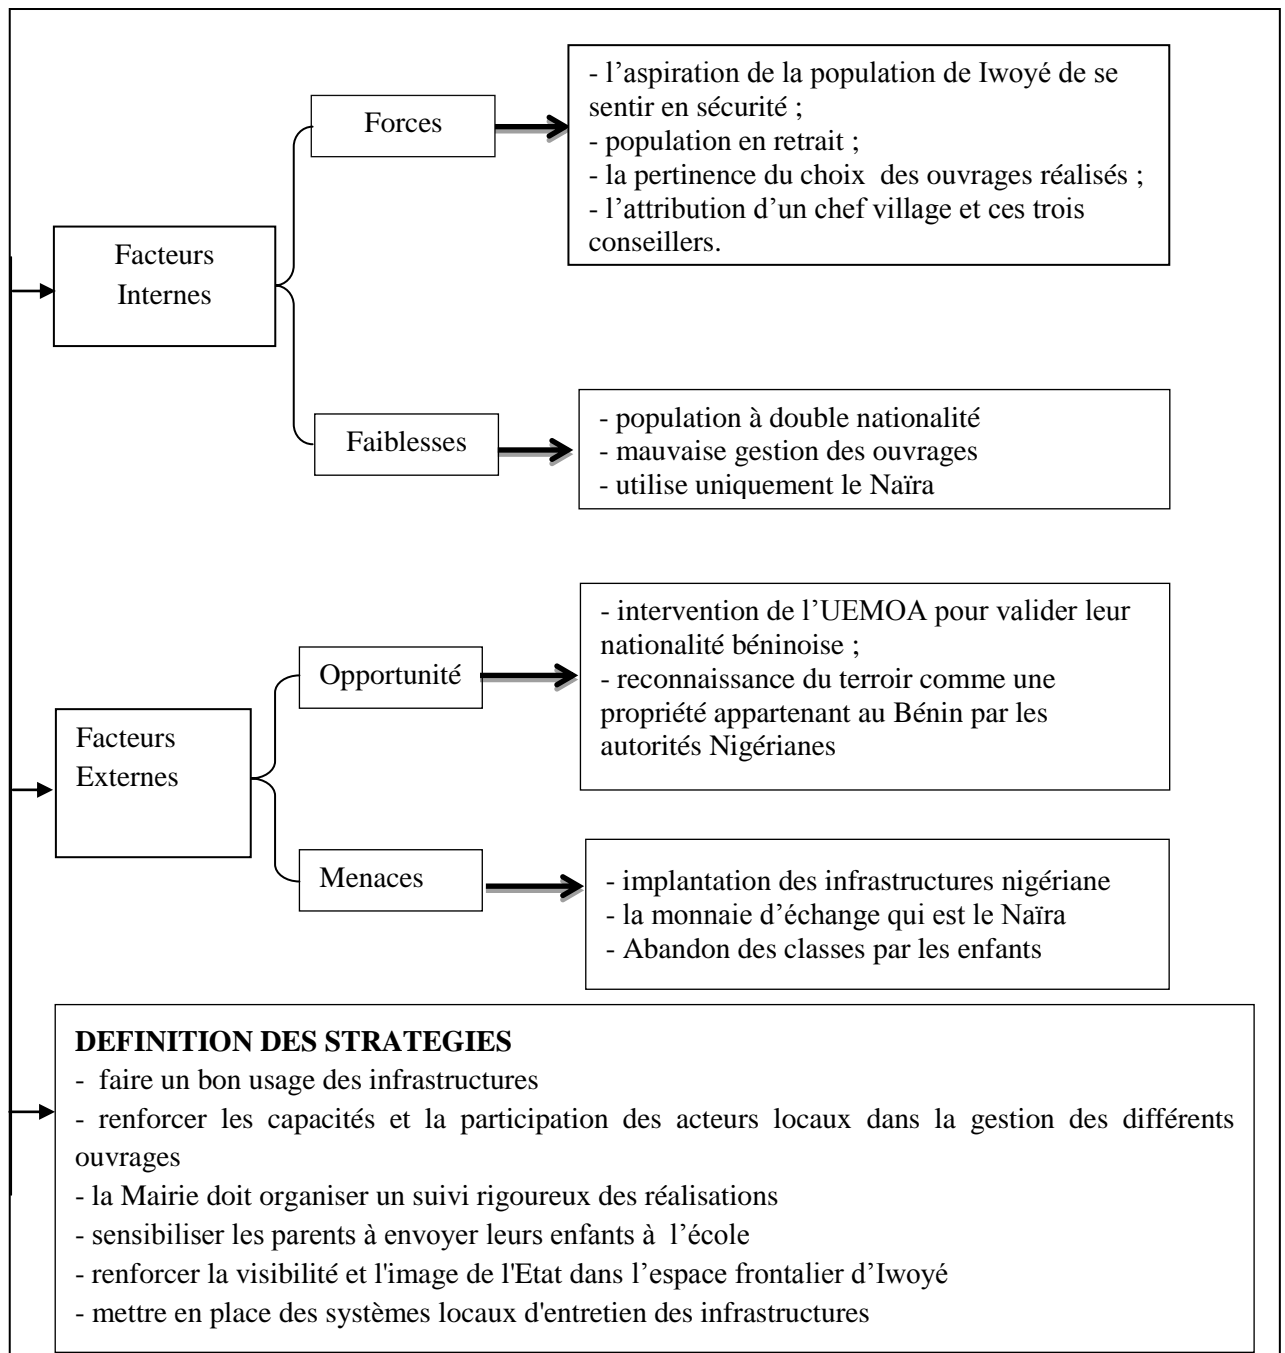 Facteurs
Internes
Forces
- l’aspiration de la population de Iwoyé de se
sentir en sécurité ;
- population en retrait ;
- la pertinence du choix des ouvrages réalisés ;
- l’attribution d’un chef village et ces trois
conseillers.
Faiblesses
- population à double nationalité
- mauvaise gestion des ouvrages
- utilise uniquement le Naïra
Facteurs
Externes
Opportunité
- intervention de l’UEMOA pour valider leur
nationalité béninoise ;
- reconnaissance du terroir comme une
propriété appartenant au Bénin par les
autorités Nigérianes
Menaces
- implantation des infrastructures nigériane
- la monnaie d’échange qui est le Naïra
- Abandon des classes par les enfants
DEFINITION DES STRATEGIES
- faire un bon usage des infrastructures
- renforcer les capacités et la participation des acteurs locaux dans la gestion des différents
ouvrages
- la Mairie doit organiser un suivi rigoureux des réalisations
- sensibiliser les parents à envoyer leurs enfants à l’école
- renforcer la visibilité et l'image de l'Etat dans l’espace frontalier d’Iwoyé
- mettre en place des systèmes locaux d'entretien des infrastructures